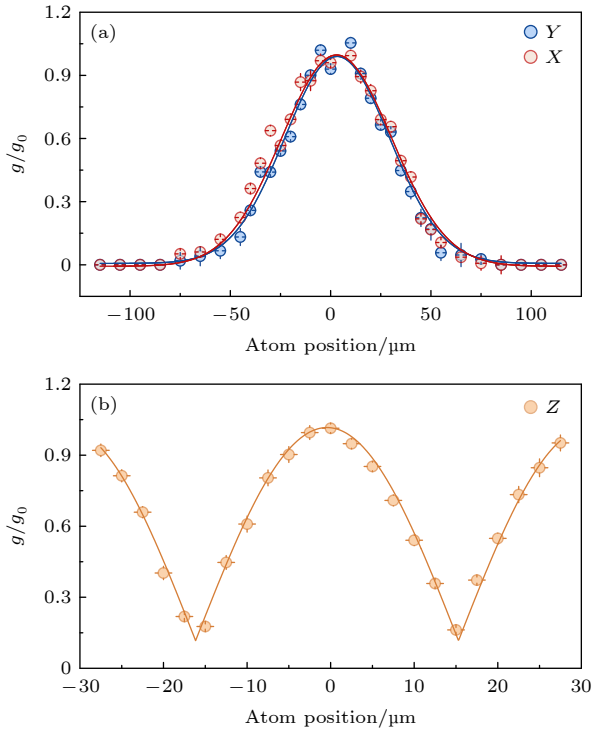 (a)
Y
X
1.2
0.9
0.6
0.3
0
g/g₀
−100 −50 0 50 100
Atom position/µm
(b)
Z
1.2
0.9
0.6
0.3
0
g/g₀
−30 −20 −10 0 10 20 30
Atom position/µm